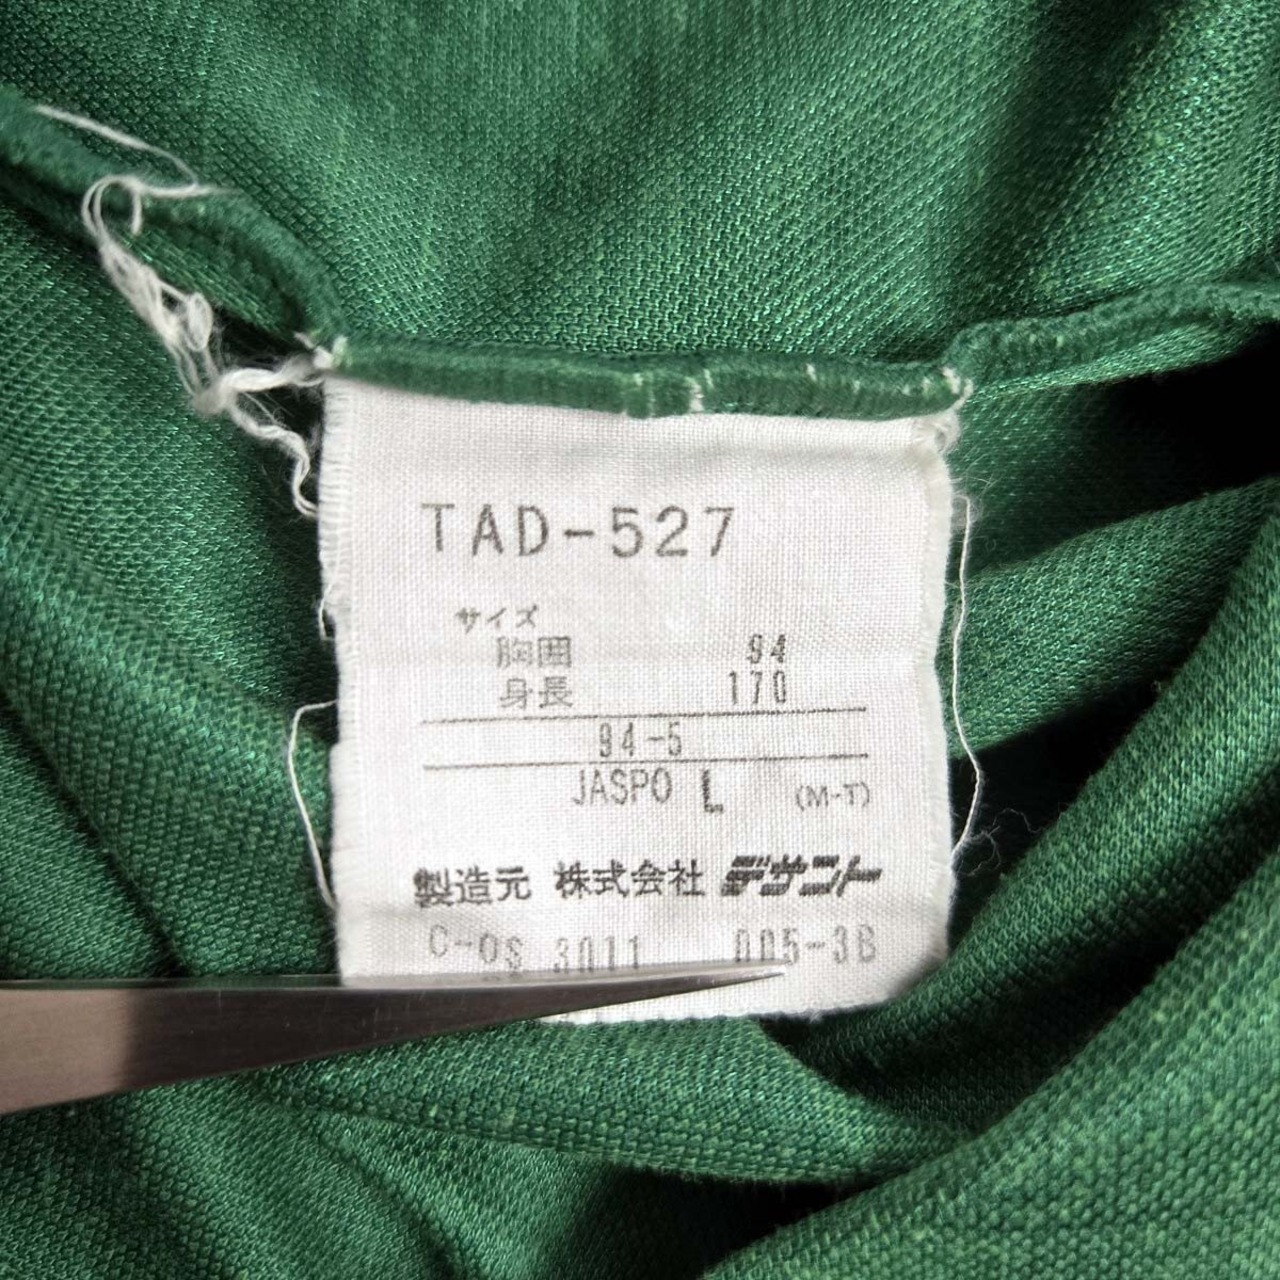 TAD-527
サイズ
胸囲 94
身長 170
94-5
JASPO L (M-T)
製造元 株式会社 デサント
C-OS 3011 005-3B